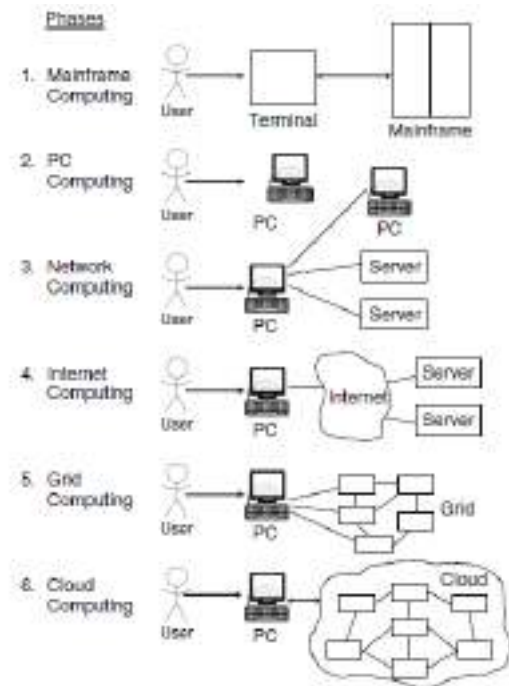 Phases
1. Mainframe
Computing
User
Terminal
Mainframe
2. PC
Computing
User
PC
PC
3. Network
Computing
User
PC
Server
Server
4. Internet
Computing
User
PC
Internet
Server
Server
5. Grid
Computing
User
PC
Grid
6. Cloud
Computing
User
PC
Cloud